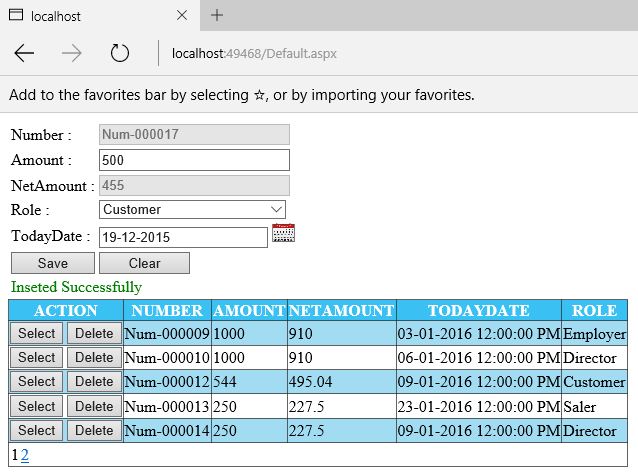 localhost
localhost:49468/Default.aspx
Add to the favorites bar by selecting ☆, or by importing your favorites.
Number : Num-000017
Amount : 500
NetAmount : 455
Role : Customer
TodayDate : 19-12-2015
Save Clear
Inseted Successfully
ACTION NUMBER AMOUNT NETAMOUNT TODAYDATE ROLE
Select Delete Num-000009 1000 910 03-01-2016 12:00:00 PM Employer
Select Delete Num-000010 1000 910 06-01-2016 12:00:00 PM Director
Select Delete Num-000012 544 495.04 09-01-2016 12:00:00 PM Customer
Select Delete Num-000013 250 227.5 23-01-2016 12:00:00 PM Saler
Select Delete Num-000014 250 227.5 09-01-2016 12:00:00 PM Director
1 2